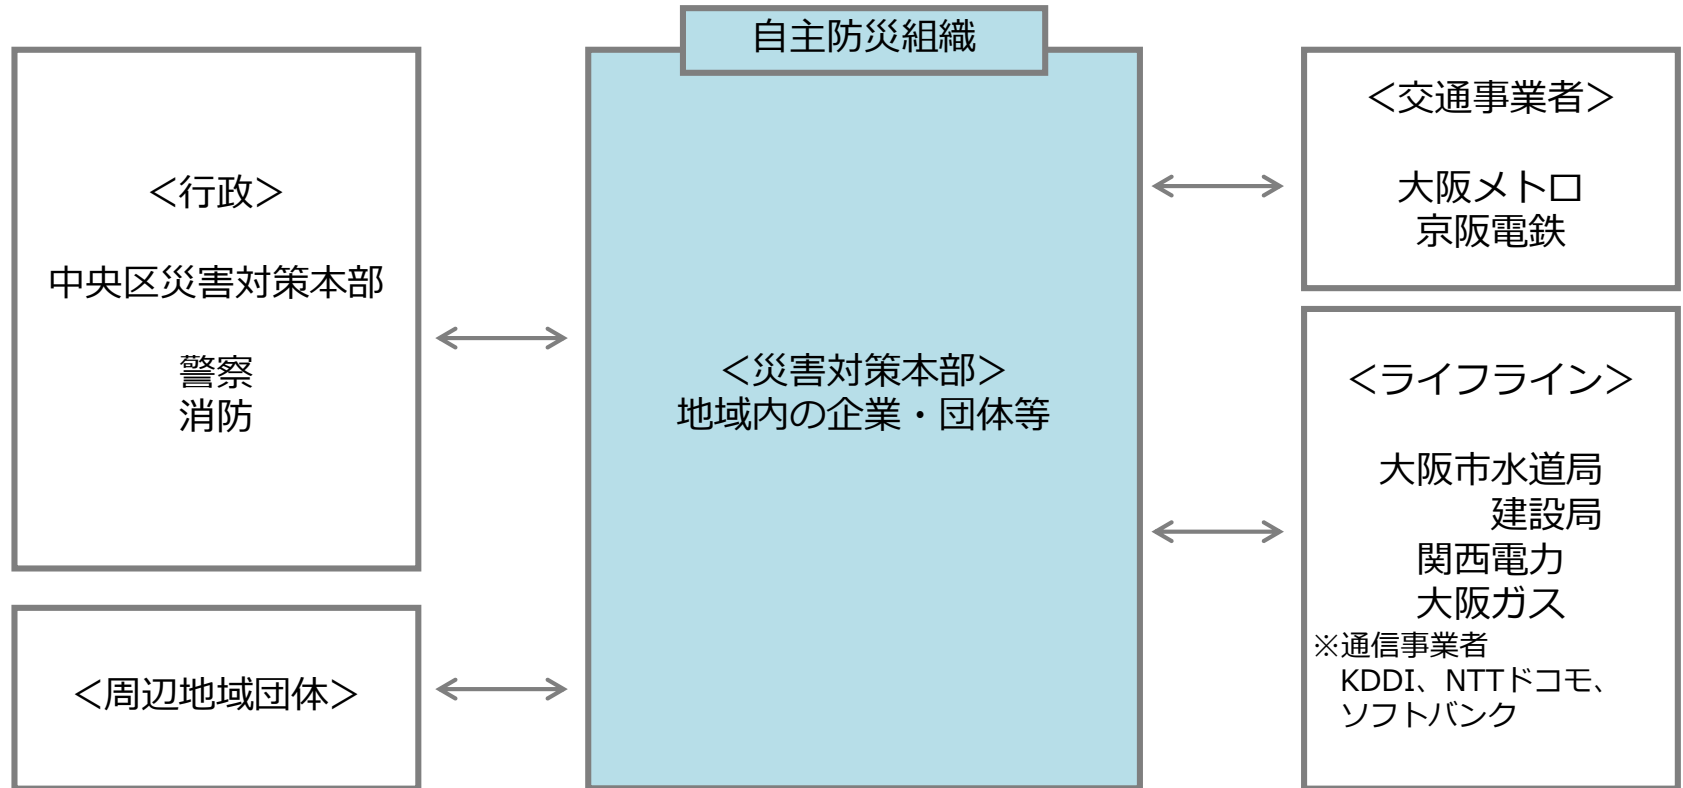 自主防災組織
＜行政＞
中央区災害対策本部
警察
消防
＜周辺地域団体＞
＜災害対策本部＞
地域内の企業・団体等
＜交通事業者＞
大阪メトロ
京阪電鉄
＜ライフライン＞
大阪市水道局
建設局
関西電力
大阪ガス
※通信事業者
KDDI、NTTドコモ、
ソフトバンク